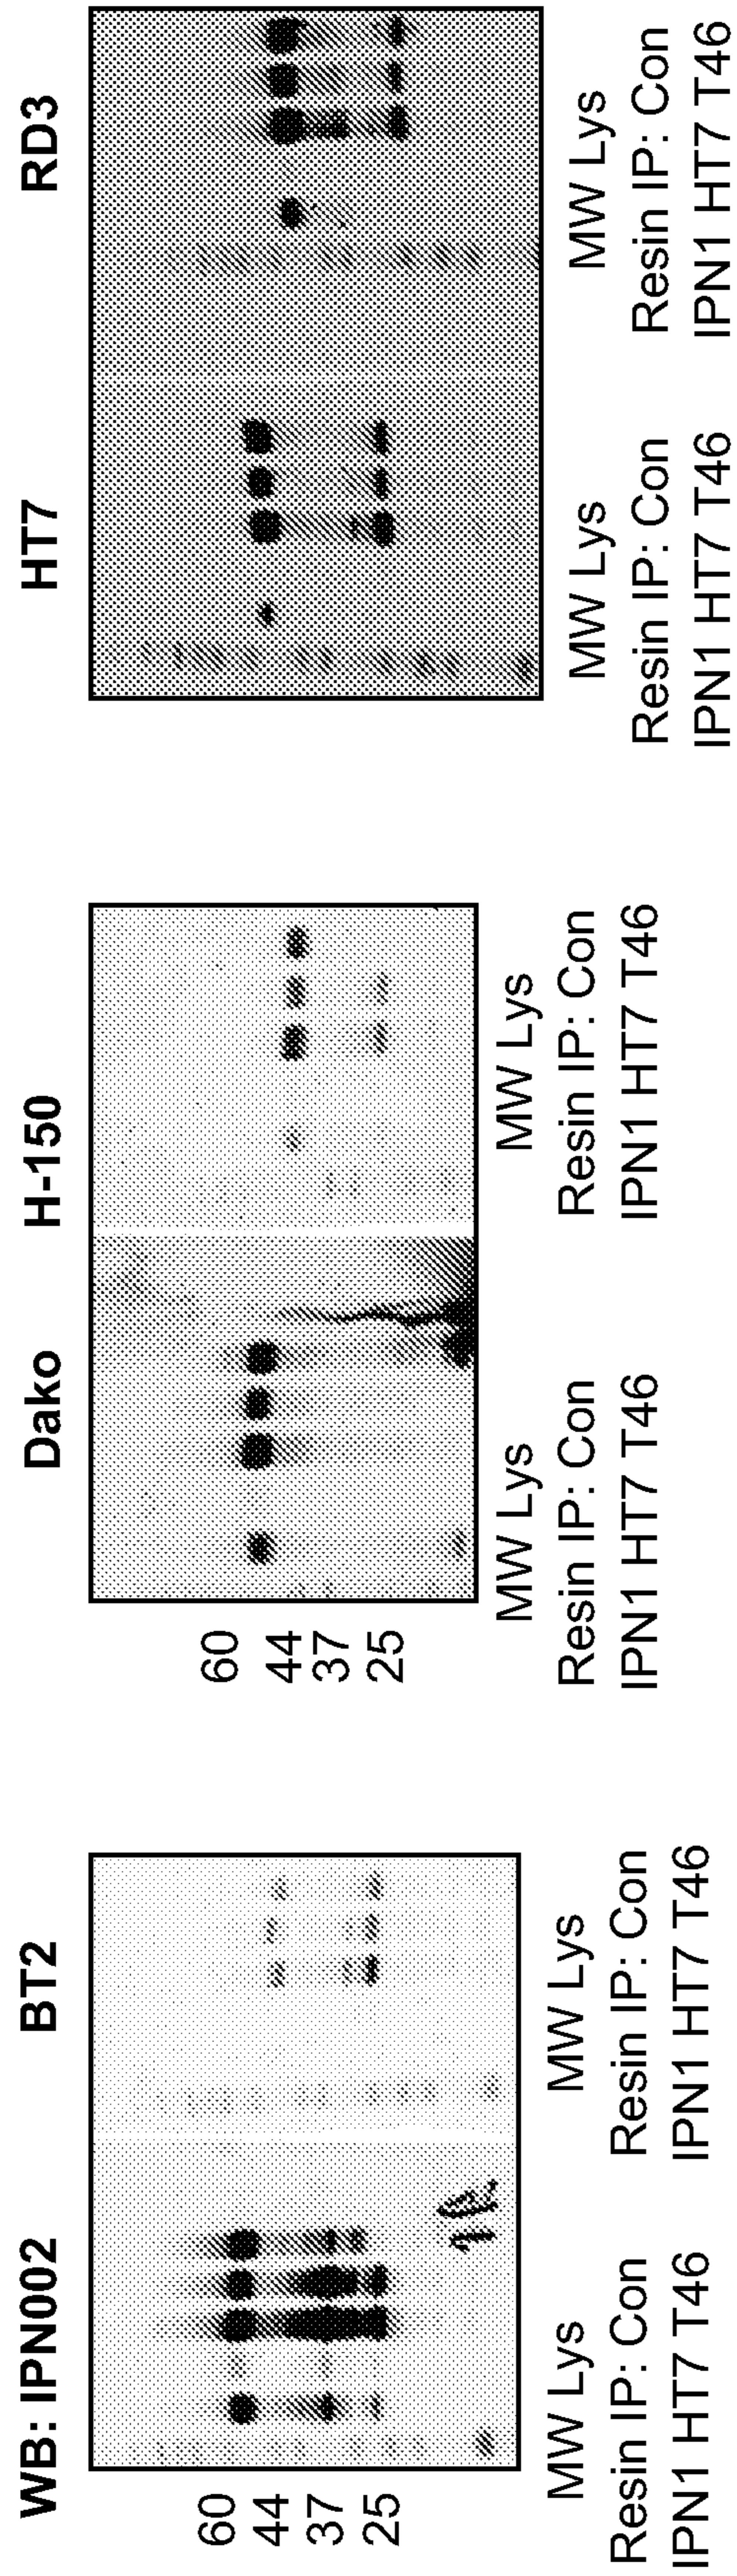 WB: IPN002
BT2
60
44
37
25
MW Lys
Resin IP: Con
IPN1 HT7 T46
MW Lys
Resin IP: Con
IPN1 HT7 T46
Dako
H-150
60
44
37
25
MW Lys
Resin IP: Con
IPN1 HT7 T46
MW Lys
Resin IP: Con
IPN1 HT7 T46
HT7
RD3
MW Lys
Resin IP: Con
IPN1 HT7 T46
MW Lys
Resin IP: Con
IPN1 HT7 T46